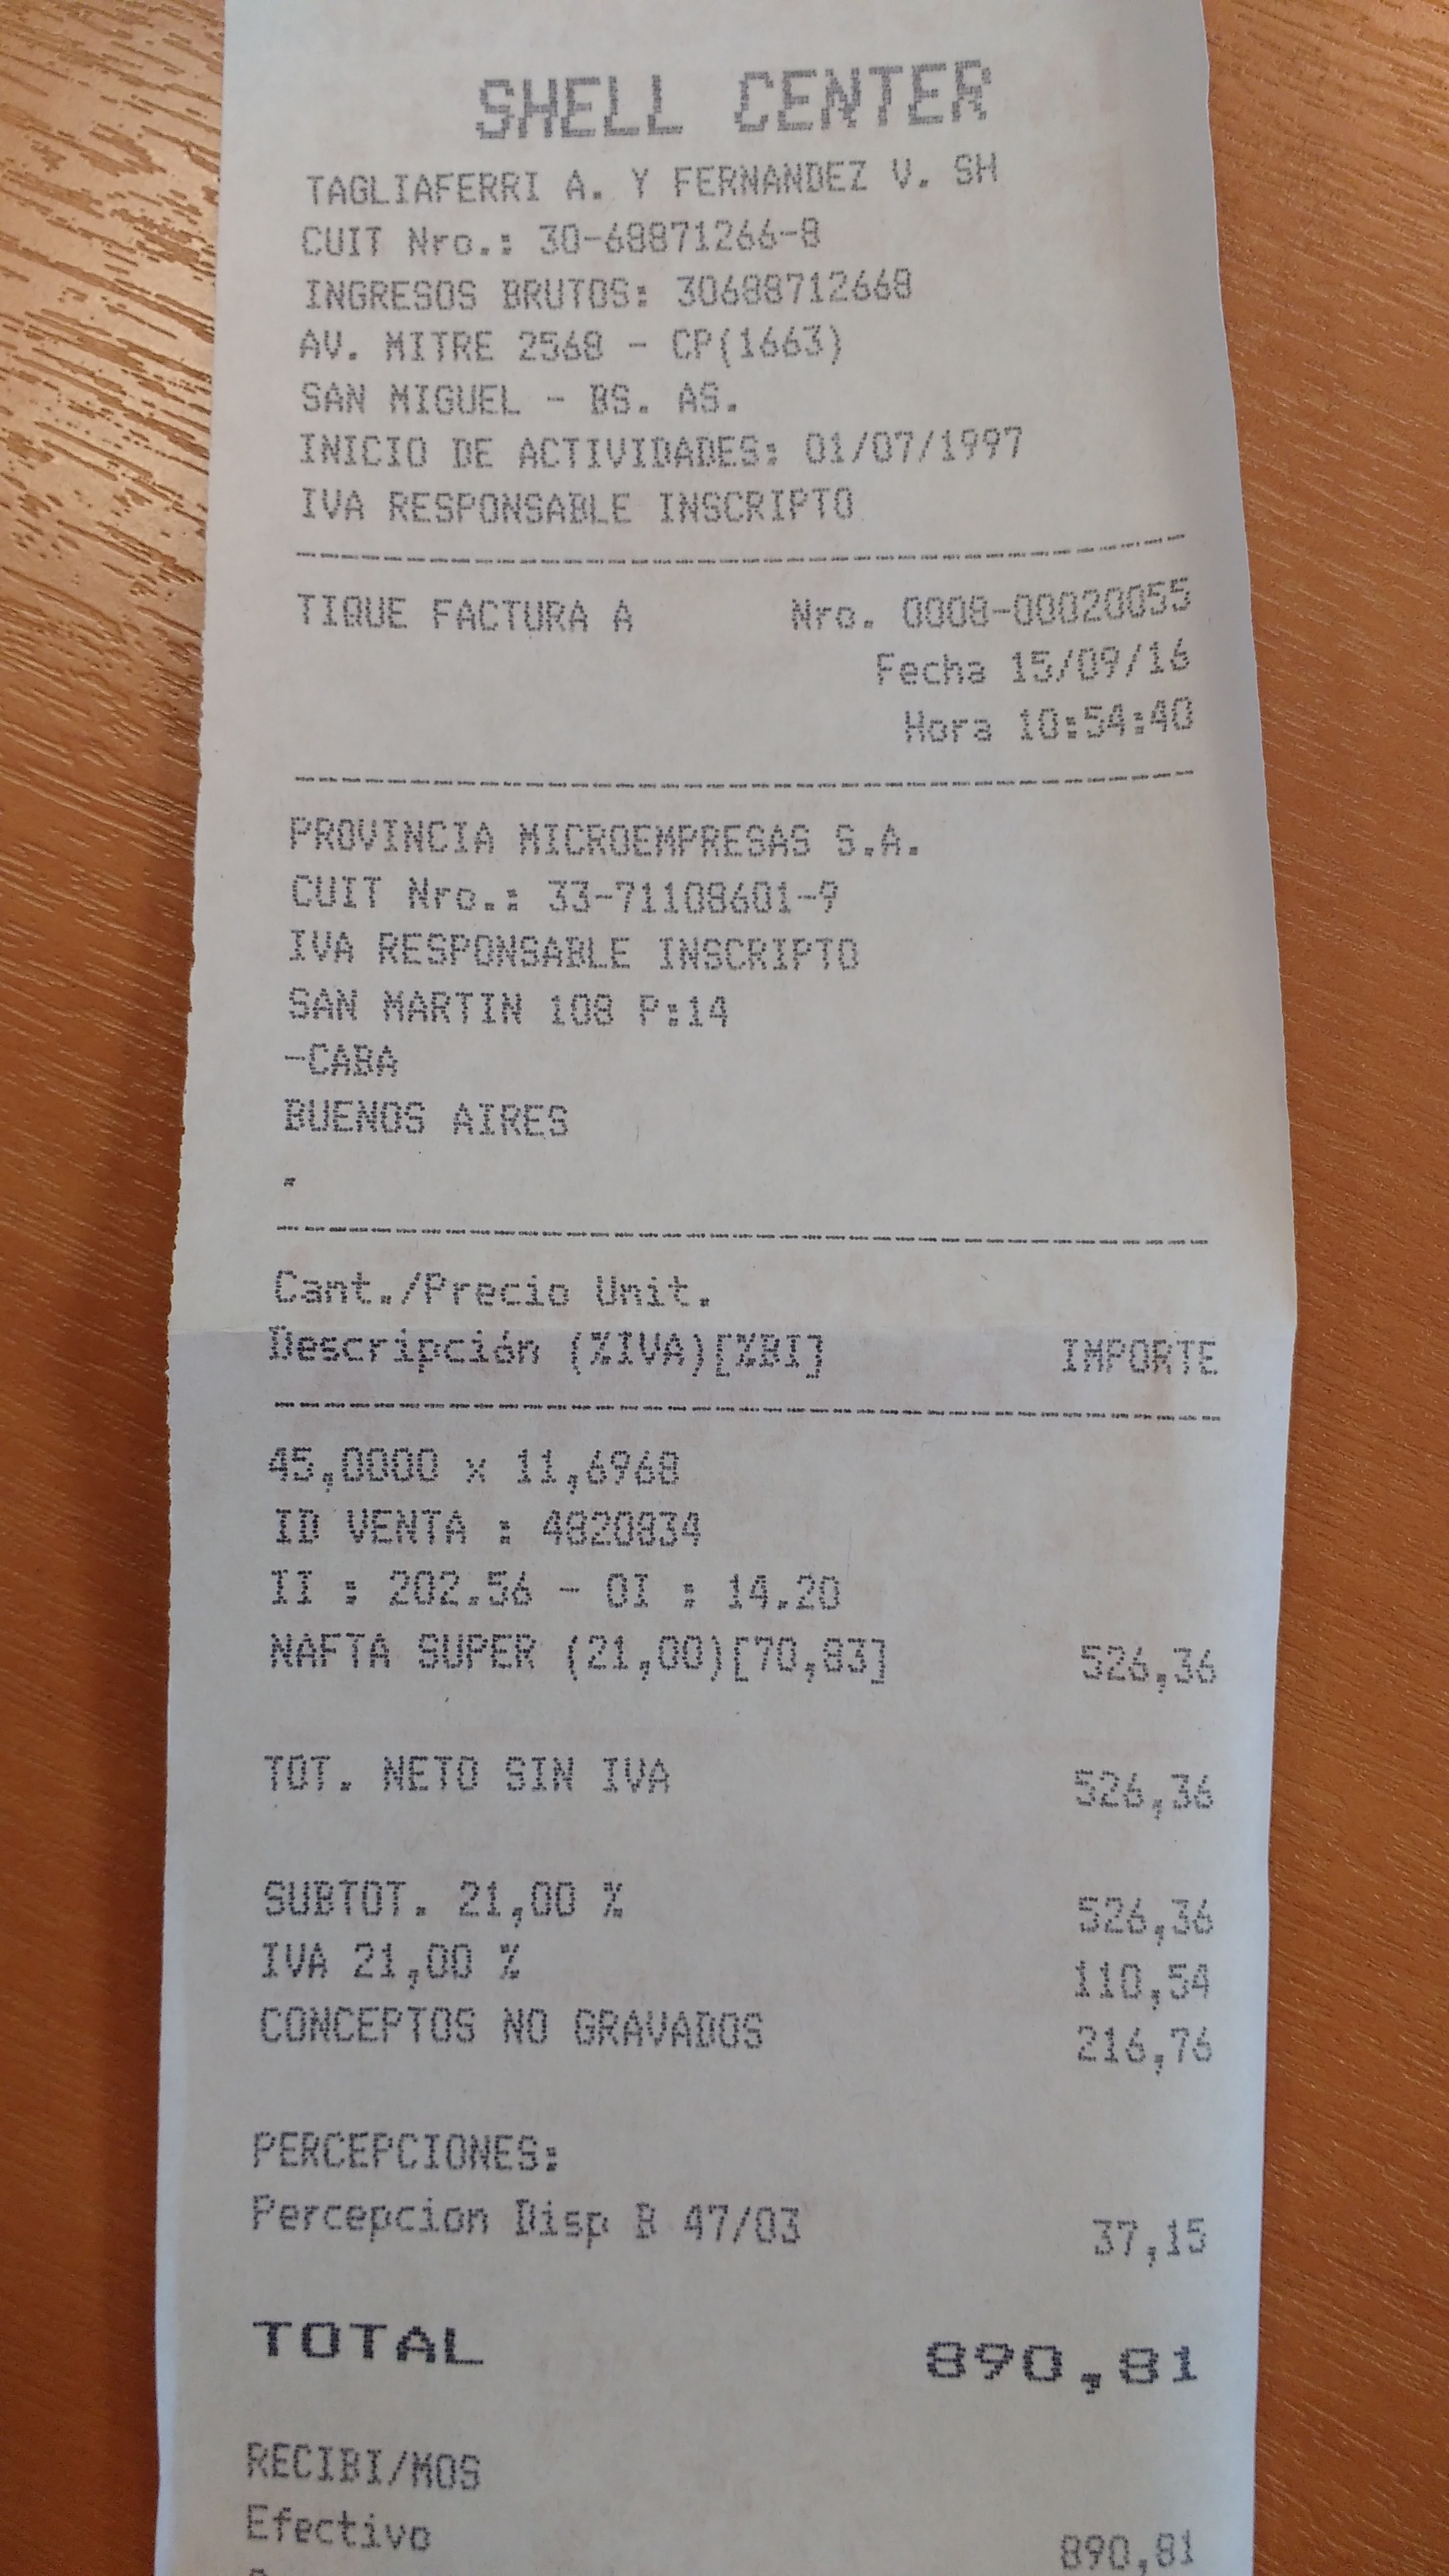 SHELL CENTER
TAGLIAFERRI A. Y FERNANDEZ V. SH
CUIT Nro.: 30-68871266-8
INGRESOS BRUTOS: 30688712668
AV. MITRE 2568 - CP(1663)
SAN MIGUEL - BS. AS.
INICIO DE ACTIVIDADES: 01/07/1997
IVA RESPONSABLE INSCRIPTO
TIQUE FACTURA A Nro. 0008-00020055
Fecha 15/09/16
Hora 10:54:40
PROVINCIA MICROEMPRESAS S.A.
CUIT Nro.: 33-71108601-9
IVA RESPONSABLE INSCRIPTO
SAN MARTIN 108 P:14
-CABA
BUENOS AIRES
.
Cant./Precio Unit.
Descripción (%IVA)[%BI] IMPORTE
45,0000 x 11,6968
ID VENTA : 4820834
II : 202.56 - OI : 14.20
NAFTA SUPER (21,00)[70,83] 526,36
TOT. NETO SIN IVA 526,36
SUBTOT. 21,00 % 526,36
IVA 21,00 % 110,54
CONCEPTOS NO GRAVADOS 216,76
PERCEPCIONES:
Percepcion Disp B 47/03 37,15
TOTAL 890,81
RECIBI/MOS
Efectivo 890,81